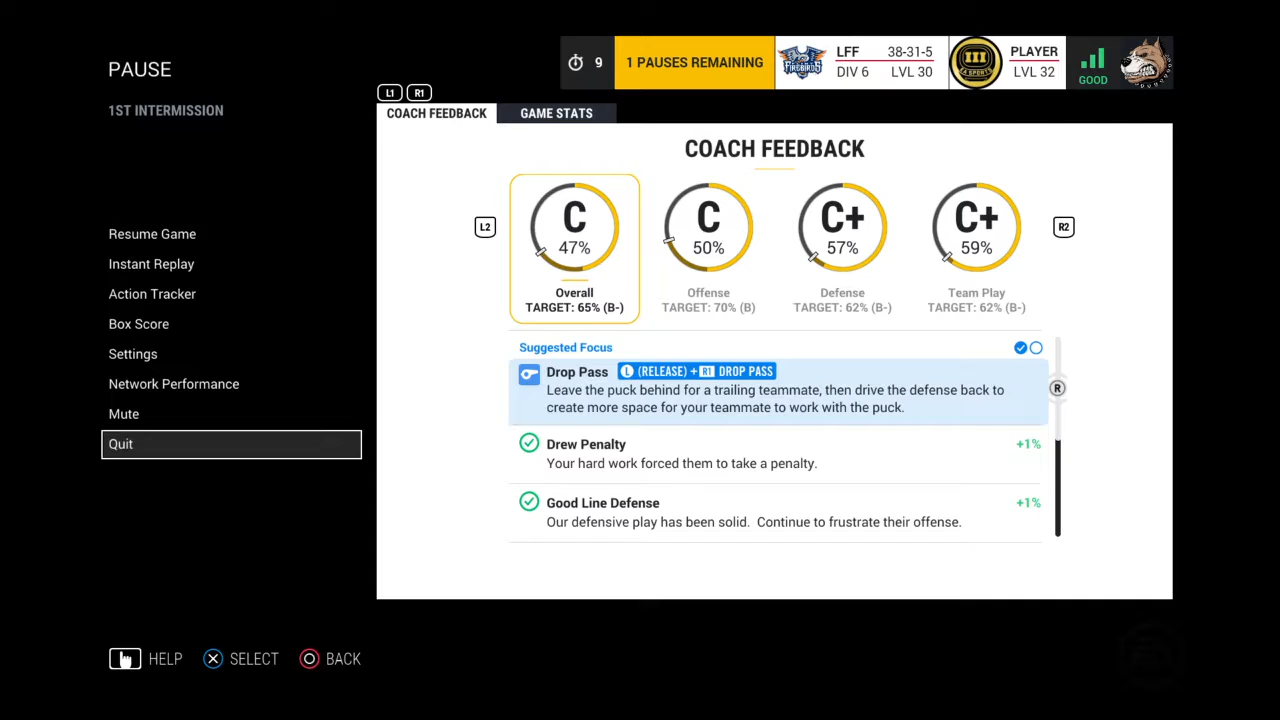 PAUSE
1ST INTERMISSION
9
1 PAUSES REMAINING
FIREBIRDS
LFF 38-31-5
DIV 6 LVL 30
III
PLAYER
LVL 32
GOOD
L1 R1
COACH FEEDBACK GAME STATS
COACH FEEDBACK
L2
C
47%
Overall
TARGET: 65% (B-)
C
50%
Offense
TARGET: 70% (B)
C+
57%
Defense
TARGET: 62% (B-)
C+
59%
Team Play
TARGET: 62% (B-)
R2
Resume Game
Instant Replay
Action Tracker
Box Score
Settings
Network Performance
Mute
Quit
Suggested Focus
Drop Pass L (RELEASE) + R1 DROP PASS
Leave the puck behind for a trailing teammate, then drive the defense back to
create more space for your teammate to work with the puck.
R
Drew Penalty +1%
Your hard work forced them to take a penalty.
Good Line Defense +1%
Our defensive play has been solid. Continue to frustrate their offense.
HELP SELECT BACK